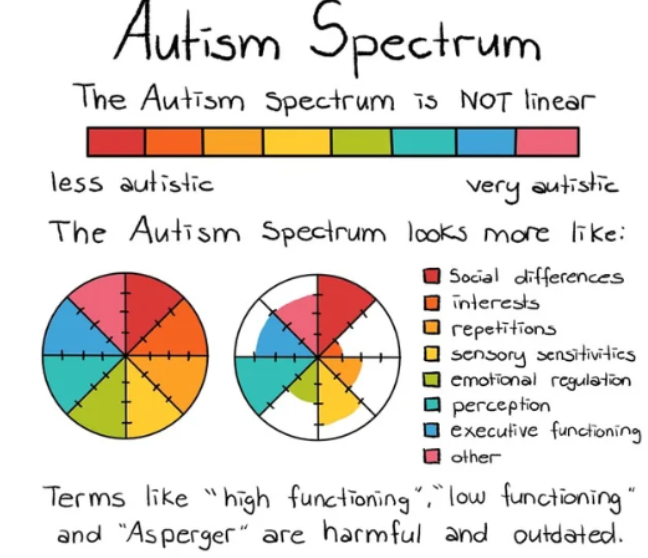 Autism Spectrum
The Autism Spectrum is NOT linear
less autistic
very autistic
The Autism Spectrum looks more like:
Social differences
interests
repetitions
sensory sensitivities
emotional regulation
perception
executive functioning
other
Terms like "high functioning", "low functioning"
and "Asperger" are harmful and outdated.